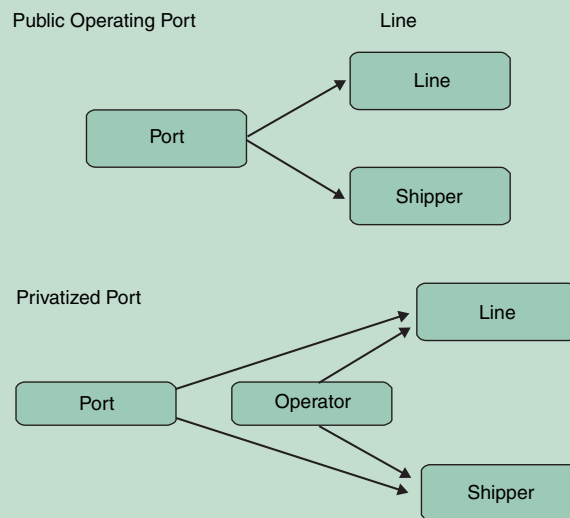 Public Operating Port
Line
Line
Port
Shipper
Privatized Port
Line
Port
Operator
Shipper